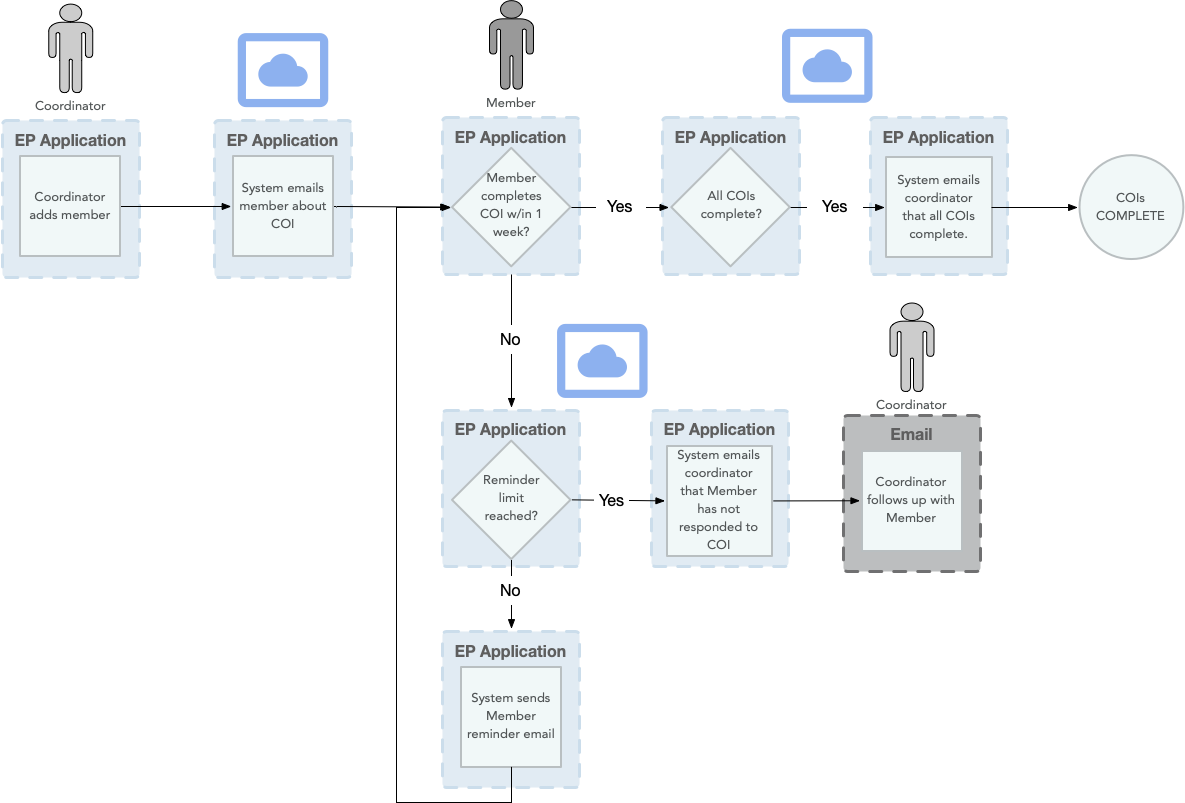 Coordinator
EP Application
Coordinator
adds member
EP Application
System emails
member about
COI
Member
EP Application
Member
completes
COI w/in 1
week?
Yes
EP Application
All COIs
complete?
Yes
EP Application
System emails
coordinator
that all COIs
complete.
COIs
COMPLETE
No
EP Application
Reminder
limit
reached?
Yes
EP Application
System emails
coordinator
that Member
has not
responded to
COI
Coordinator
Email
Coordinator
follows up with
Member
No
EP Application
System sends
Member
reminder email